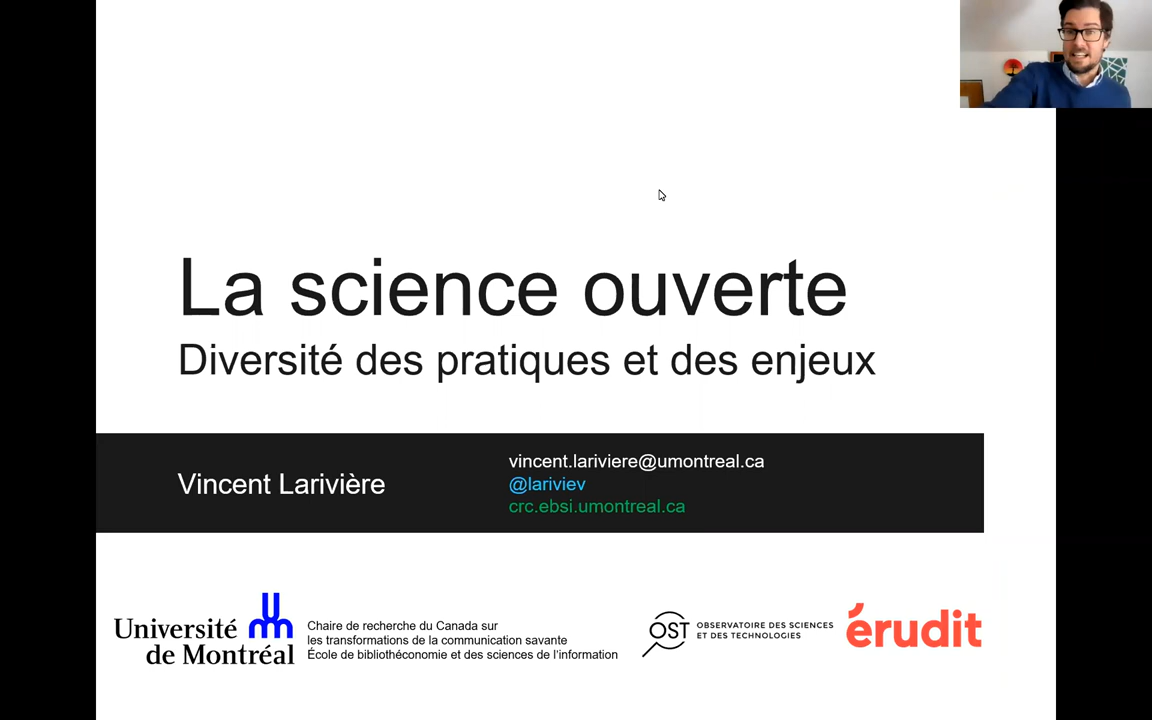 La science ouverte
Diversité des pratiques et des enjeux
Vincent Larivière
vincent.lariviere@umontreal.ca
@lariviev
crc.ebsi.umontreal.ca
Université
de Montréal
Chaire de recherche du Canada sur
les transformations de la communication savante
École de bibliothéconomie et des sciences de l'information
OST
OBSERVATOIRE DES SCIENCES
ET DES TECHNOLOGIES
érudit